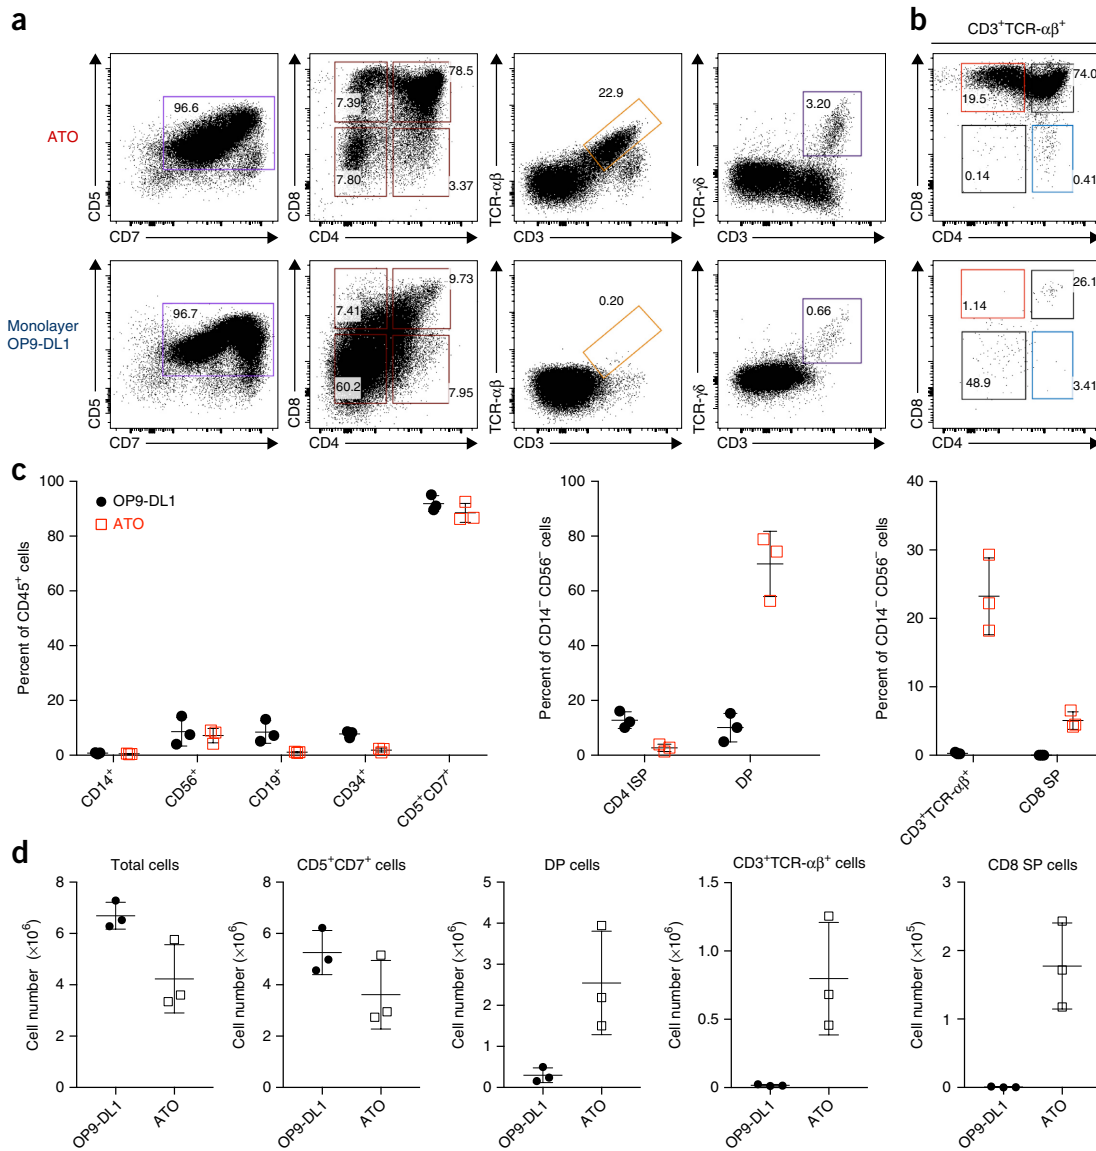 a
b
CD3+TCR-αβ+
ATO
CD5
96.6
CD7
CD8
7.39
78.5
7.80
3.37
CD4
TCR-αβ
22.9
CD3
TCR-γδ
3.20
CD3
CD8
19.5
74.0
0.14
0.41
CD4
Monolayer
OP9-DL1
CD5
96.7
CD7
CD8
7.41
9.73
60.2
7.95
CD4
TCR-αβ
0.20
CD3
TCR-γδ
0.66
CD3
CD8
1.14
26.1
48.9
3.41
CD4
c
Percent of CD45+ cells
100
80
60
40
20
0
OP9-DL1
ATO
CD14+
CD56+
CD19+
CD34+
CD5+CD7+
Percent of CD14− CD56− cells
100
80
60
40
20
0
CD4 ISP
DP
Percent of CD14− CD56− cells
40
30
20
10
0
CD3+TCR-αβ+
CD8 SP
d
Total cells
Cell number (×10⁶)
8
6
4
2
0
OP9-DL1
ATO
CD5+CD7+ cells
Cell number (×10⁶)
8
6
4
2
0
OP9-DL1
ATO
DP cells
Cell number (×10⁶)
5
4
3
2
1
0
OP9-DL1
ATO
CD3+TCR-αβ+ cells
Cell number (×10⁶)
1.5
1.0
0.5
0
OP9-DL1
ATO
CD8 SP cells
Cell number (×10⁵)
3
2
1
0
OP9-DL1
ATO